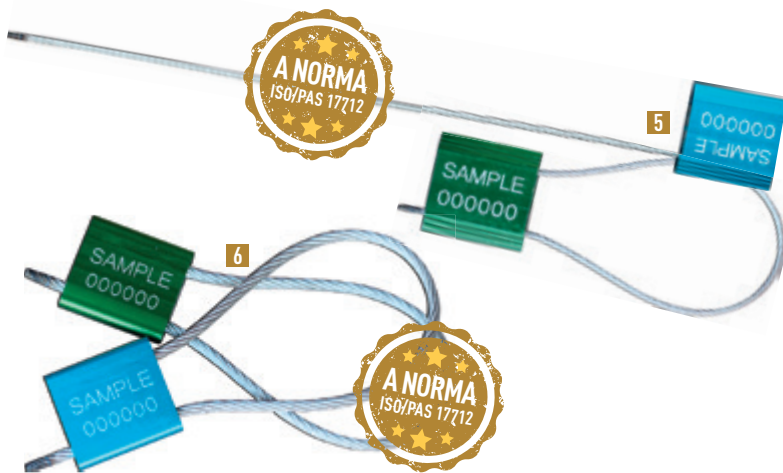 A NORMA
ISO/PAS 17712
5
SAMPLE
000000
SAMPLE
000000
6
SAMPLE
000000
SAMPLE
000000
A NORMA
ISO/PAS 17712